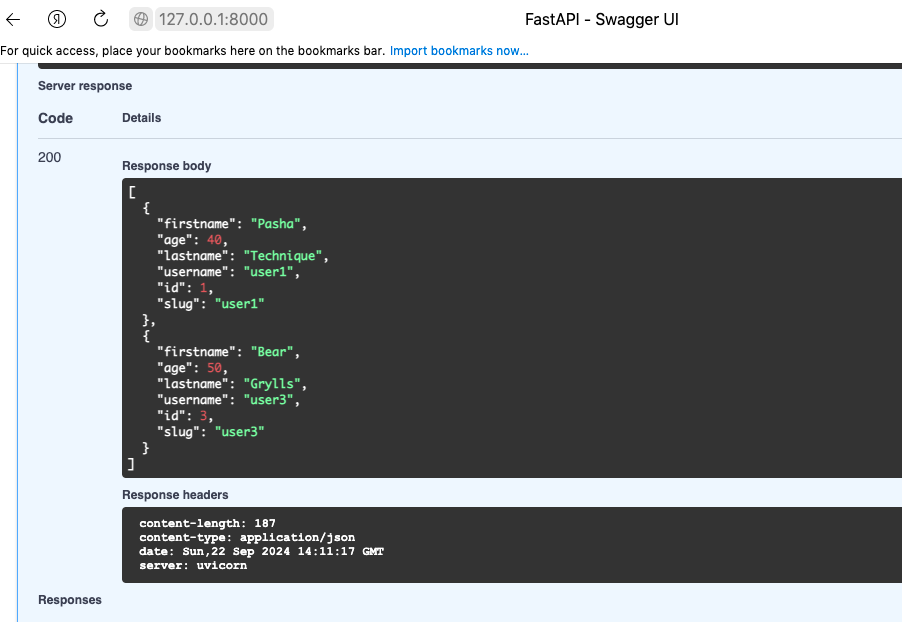 127.0.0.1:8000
FastAPI - Swagger UI
For quick access, place your bookmarks here on the bookmarks bar. Import bookmarks now...
Server response
Code Details
200
Response body
[
  {
    "firstname": "Pasha",
    "age": 40,
    "lastname": "Technique",
    "username": "user1",
    "id": 1,
    "slug": "user1"
  },
  {
    "firstname": "Bear",
    "age": 50,
    "lastname": "Grylls",
    "username": "user3",
    "id": 3,
    "slug": "user3"
  }
]
Response headers
content-length: 187
content-type: application/json
date: Sun,22 Sep 2024 14:11:17 GMT
server: uvicorn
Responses